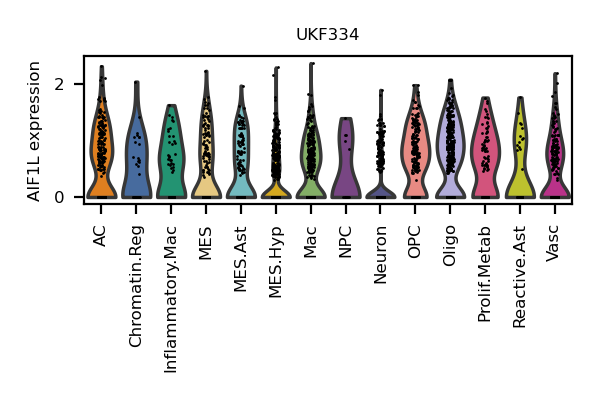 UKF334
AIF1L expression
2
0
AC
Chromatin.Reg
Inflammatory.Mac
MES
MES.Ast
MES.Hyp
Mac
NPC
Neuron
OPC
Oligo
Prolif.Metab
Reactive.Ast
Vasc